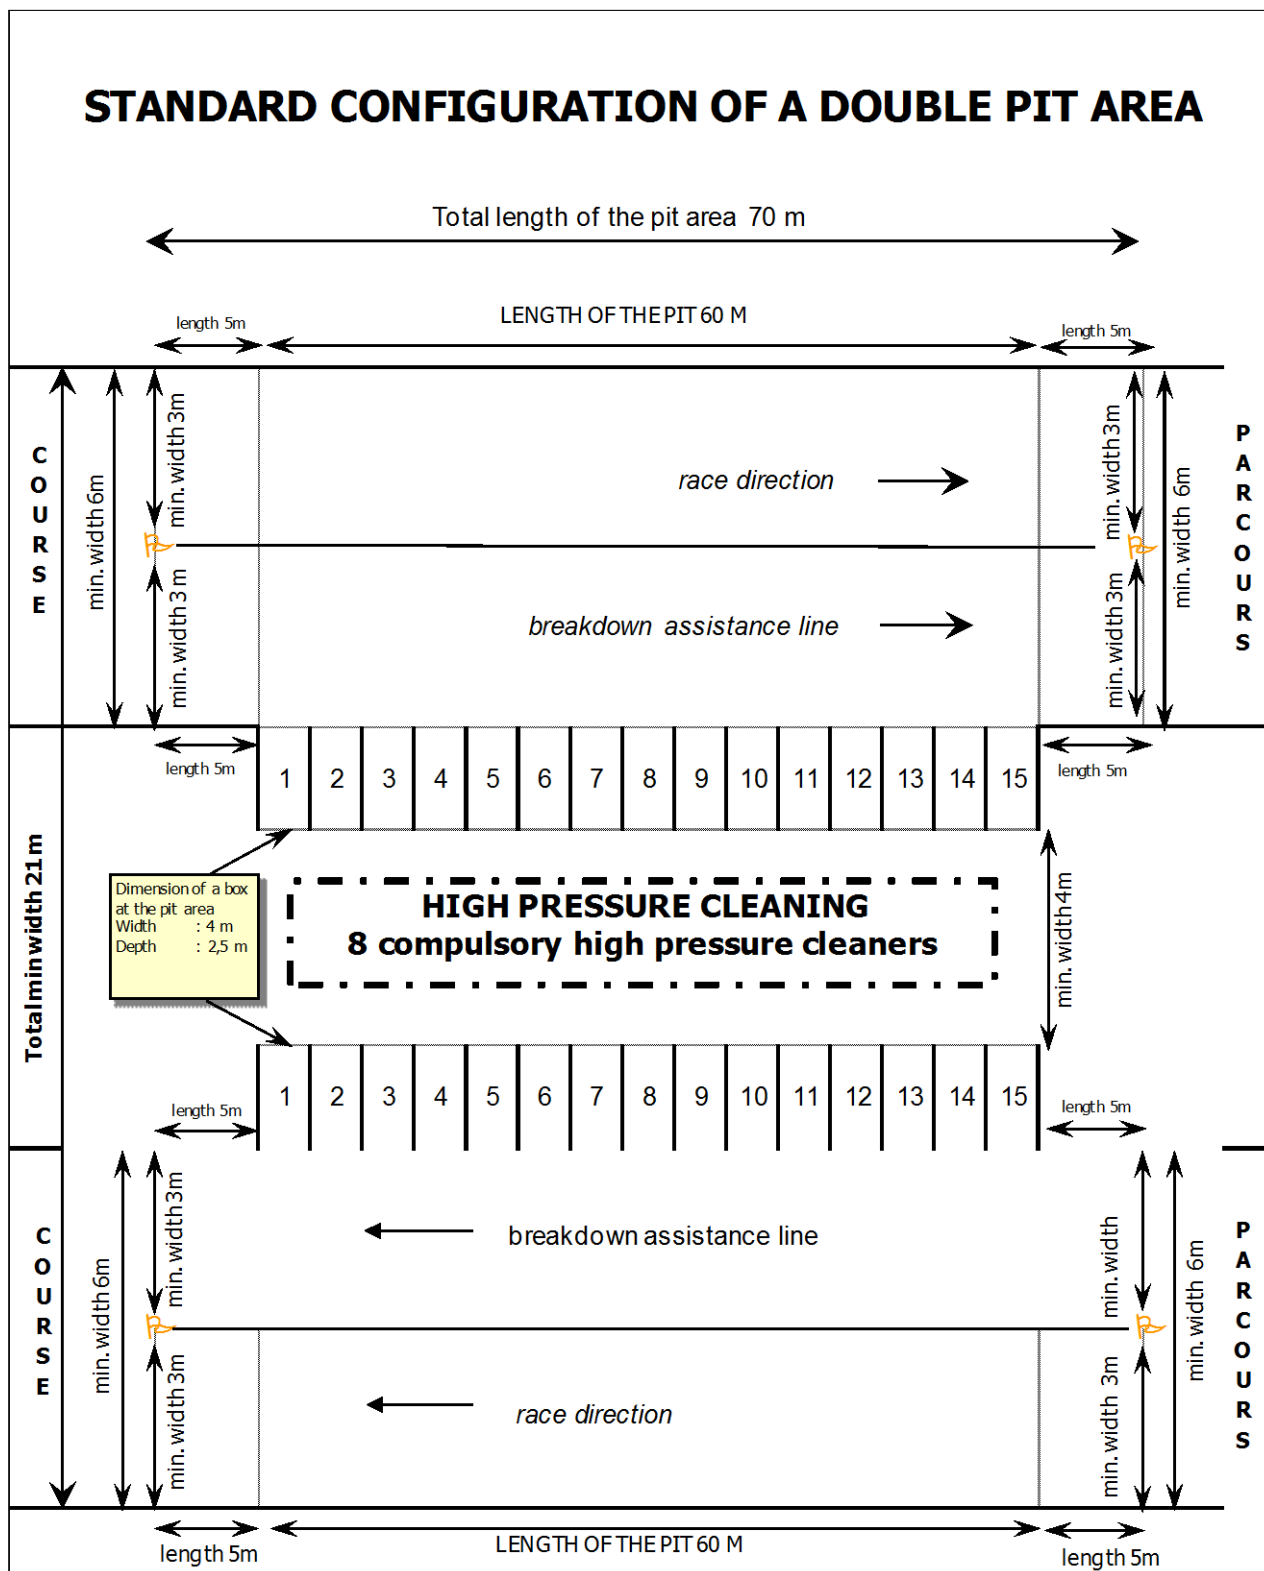 STANDARD CONFIGURATION OF A DOUBLE PIT AREA
Total length of the pit area 70 m
length 5m
LENGTH OF THE PIT 60 M
length 5m
COURSE
min. width 6m
min. width 3m
min. width 3 m
race direction
breakdown assistance line
min. width 3m
min. width 3m
min. width 6m
PARCOURS
length 5m
length 5m
1 2 3 4 5 6 7 8 9 10 11 12 13 14 15
Total min width 21 m
Dimension of a box
at the pit area
Width : 4 m
Depth : 2,5 m
HIGH PRESSURE CLEANING
8 compulsory high pressure cleaners
min. width 4m
1 2 3 4 5 6 7 8 9 10 11 12 13 14 15
length 5m
length 5m
COURSE
min. width 6m
min. width 3m
min. width 3m
breakdown assistance line
race direction
min. width
min. width 3m
min. width 6m
PARCOURS
length 5m
LENGTH OF THE PIT 60 M
length 5m